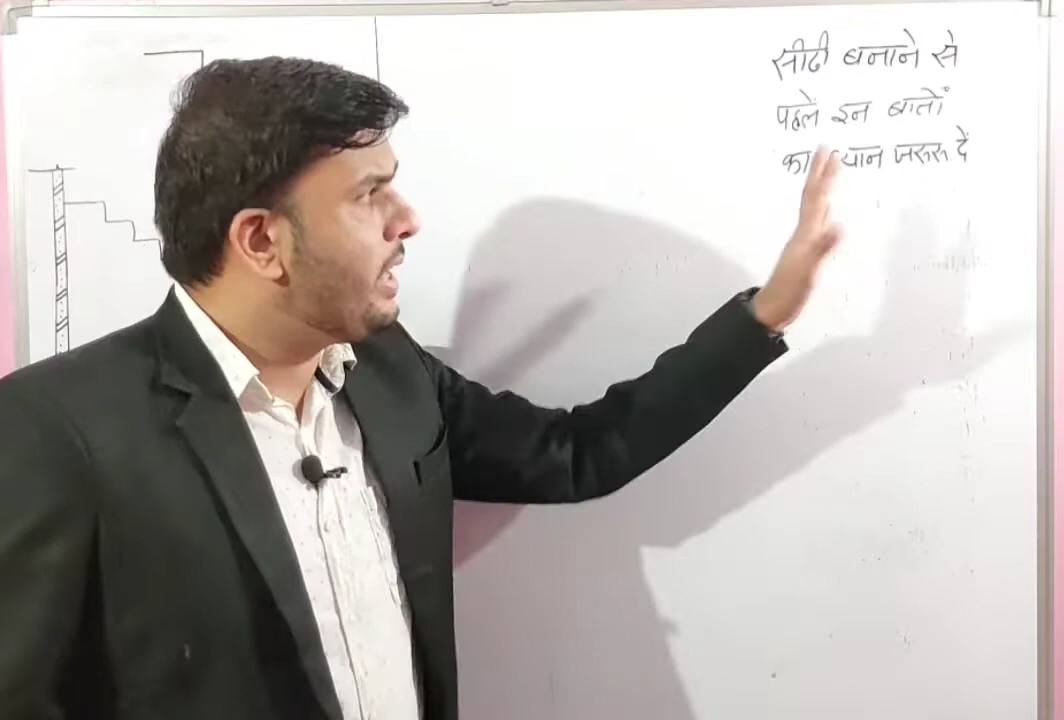 सीढी बनाने से
पहले इन बातों
का ध्यान जरूर दें